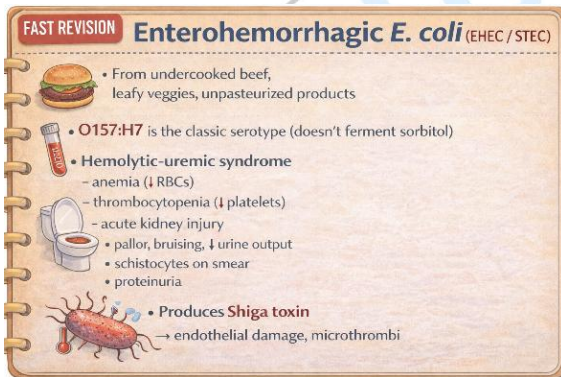 FAST REVISION Enterohemorrhagic E. coli (EHEC / STEC)
• From undercooked beef,
leafy veggies, unpasteurized products
• O157:H7 is the classic serotype (doesn't ferment sorbitol)
• Hemolytic-uremic syndrome
– anemia (↓ RBCs)
– thrombocytopenia (↓ platelets)
– acute kidney injury
• pallor, bruising, ↓ urine output
• schistocytes on smear
• proteinuria
• Produces Shiga toxin
→ endothelial damage, microthrombi